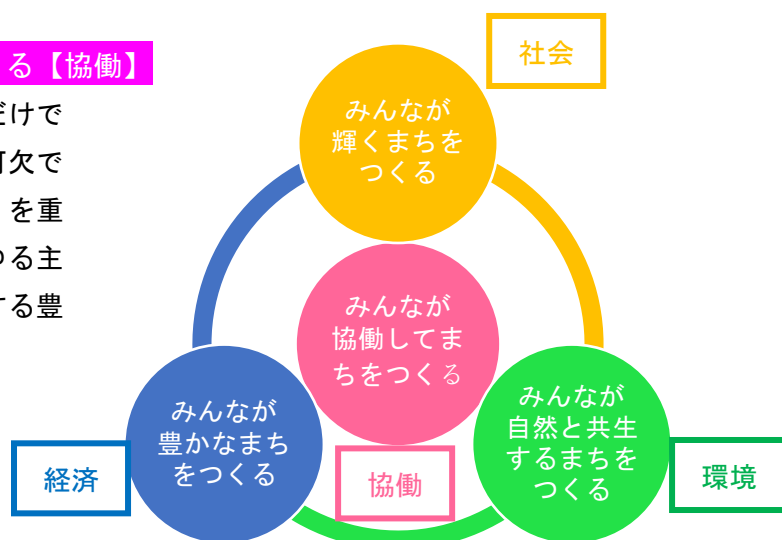 る【協働】
だけで
可欠で
」を重
ゆる主
する豊
社会
みんなが
輝くまちを
つくる
みんなが
協働してま
ちをつくる
みんなが
豊かなまち
をつくる
みんなが
自然と共生
するまちを
つくる
経済
協働
環境